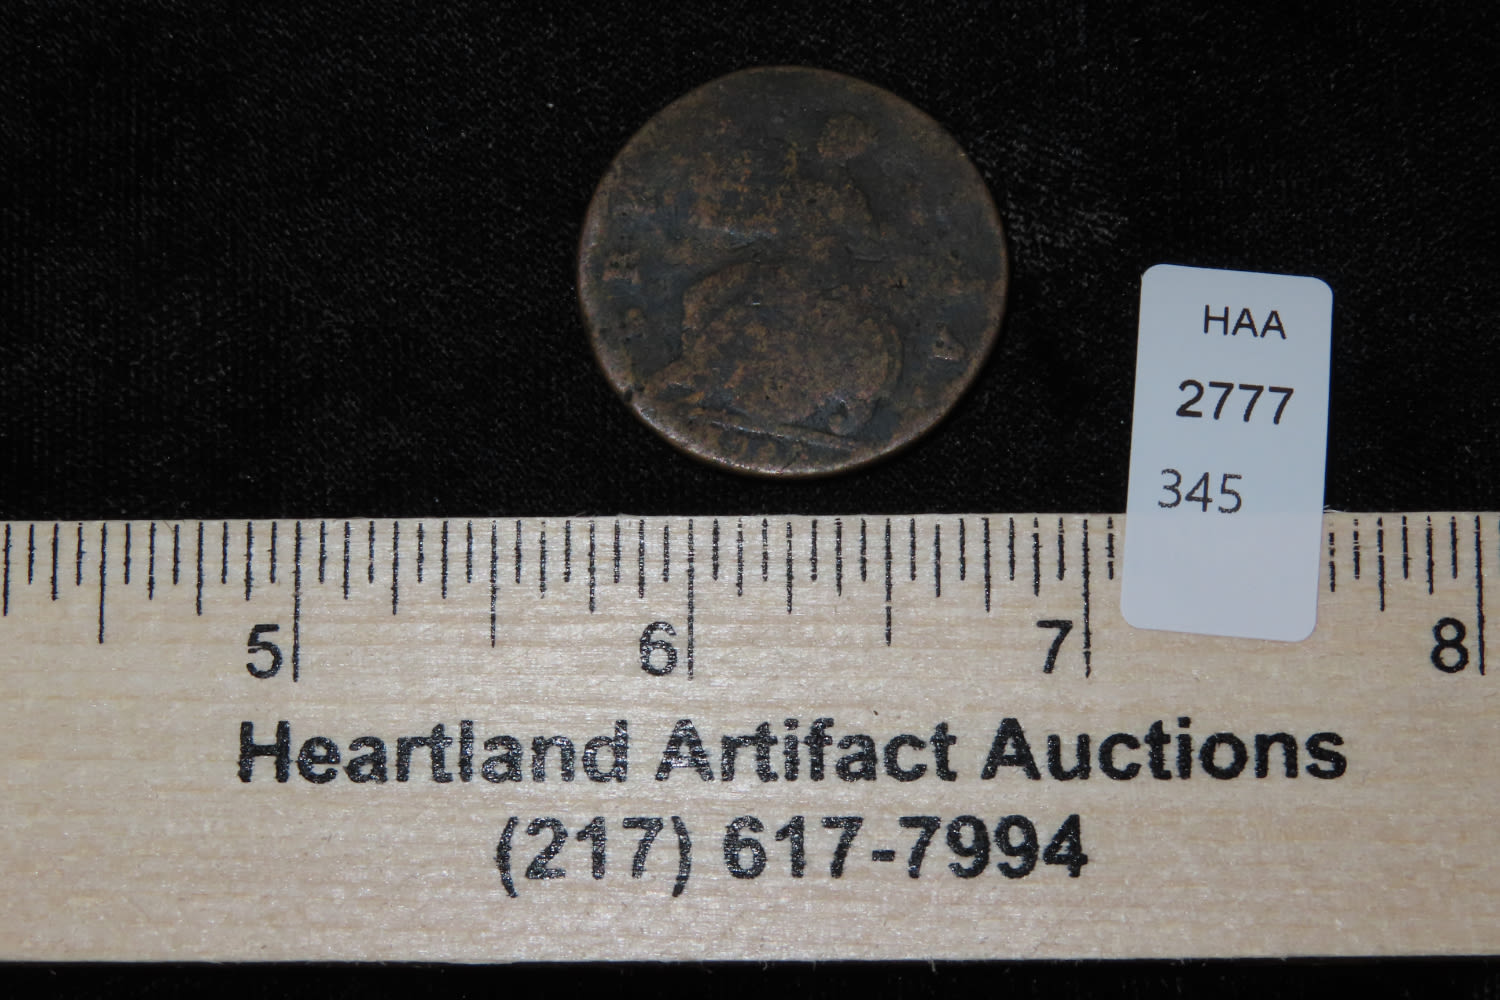 HAA
2777
345
5 6 7 8
Heartland Artifact Auctions
(217) 617-7994